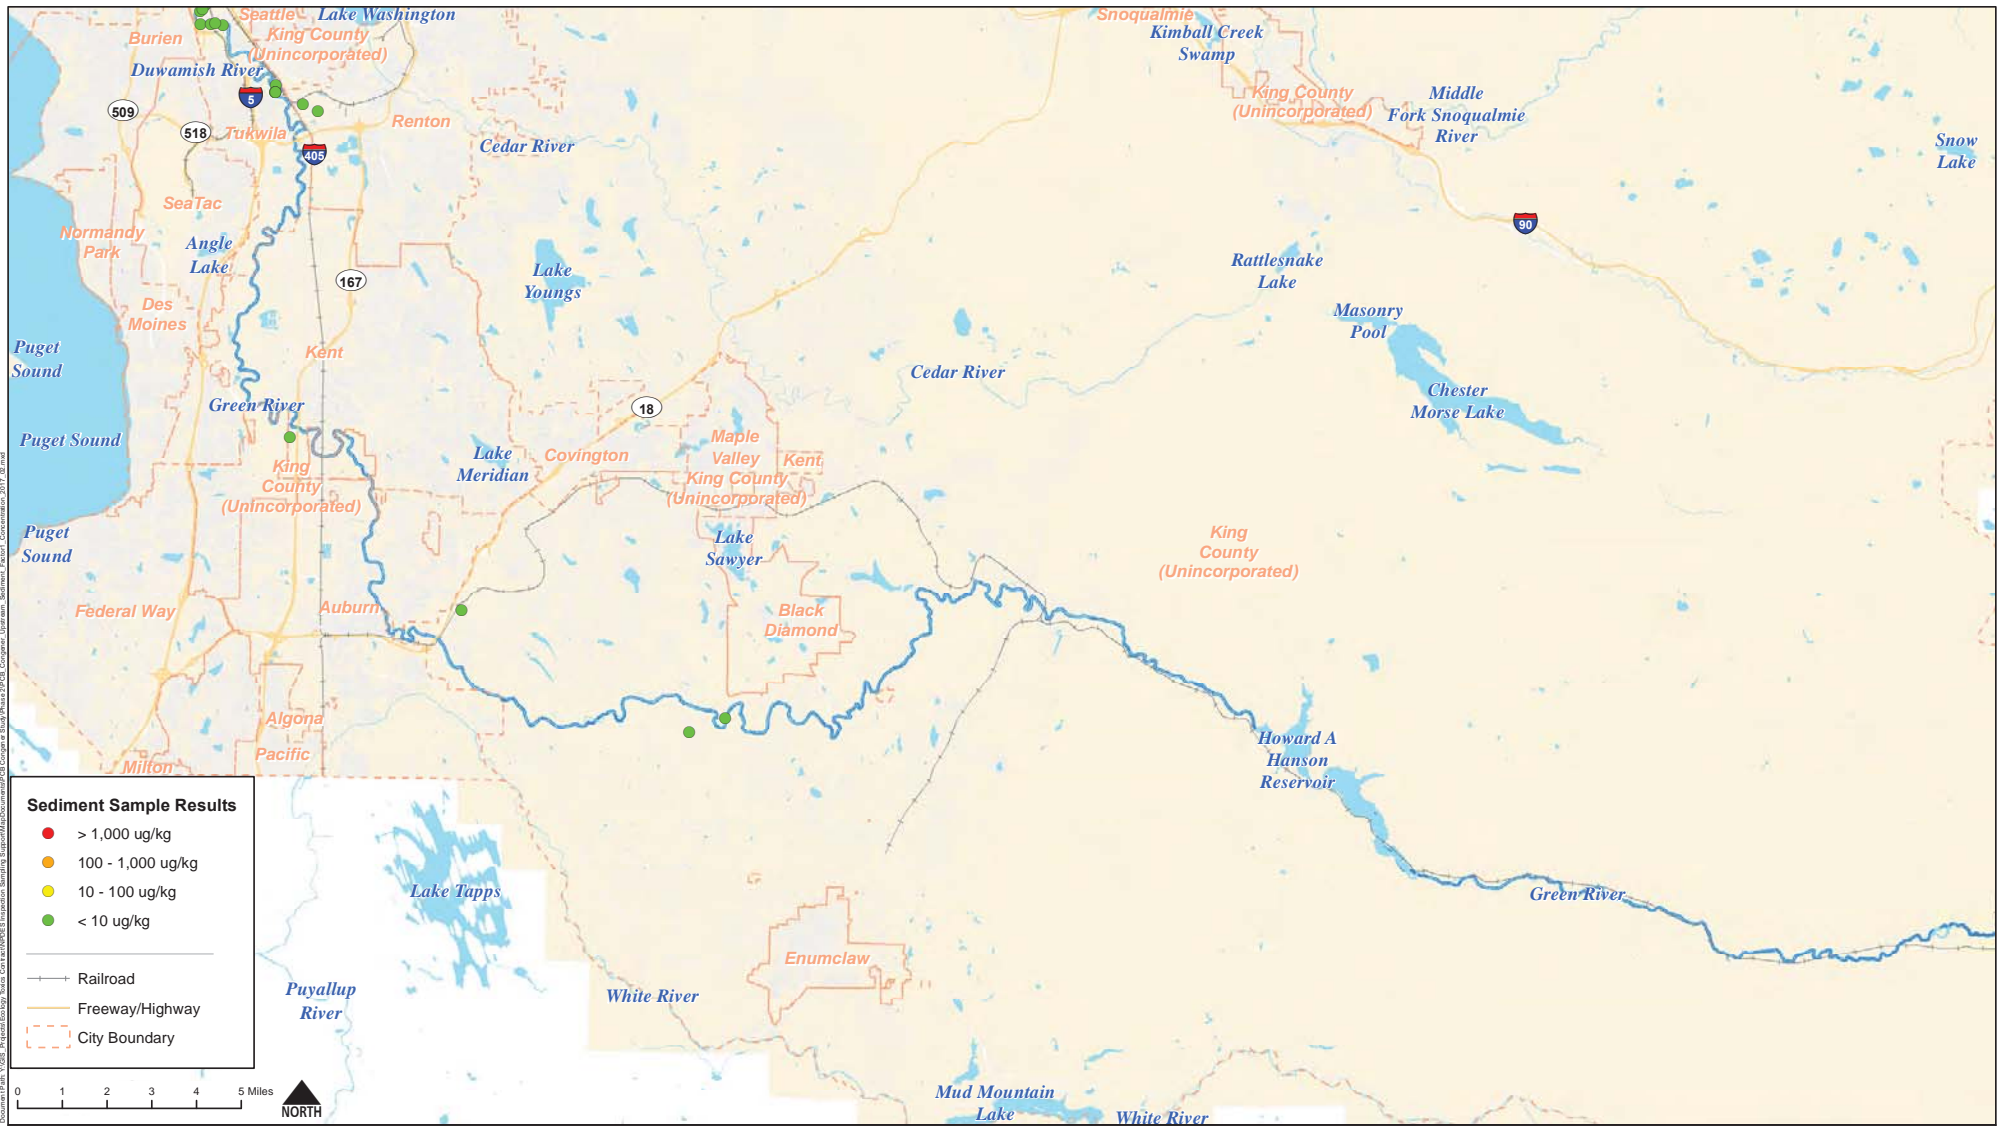 Seattle
Lake Washington
King County
(Unincorporated)
Burien
Duwamish River
5
509
518
Tukwila
Renton
405
Cedar River
SeaTac
Normandy
Park
Angle
Lake
167
Lake
Youngs
Des
Moines
Puget
Sound
Kent
Green River
Puget Sound
King
County
(Unincorporated)
Lake
Meridian
Covington
18
Maple
Valley
Kent
King County
(Unincorporated)
Puget
Sound
Lake
Sawyer
Federal Way
Auburn
Black
Diamond
Algona
Pacific
Milton
Snoqualmie
Kimball Creek
Swamp
King County
(Unincorporated)
Middle
Fork Snoqualmie
River
Snow
Lake
90
Rattlesnake
Lake
Masonry
Pool
Cedar River
Chester
Morse Lake
King
County
(Unincorporated)
Howard A
Hanson
Reservoir
Green River
Lake Tapps
Puyallup
River
White River
Enumclaw
Mud Mountain
Lake
White River
Sediment Sample Results
> 1,000 ug/kg
100 - 1,000 ug/kg
10 - 100 ug/kg
< 10 ug/kg
Railroad
Freeway/Highway
City Boundary
0 1 2 3 4 5 Miles
NORTH